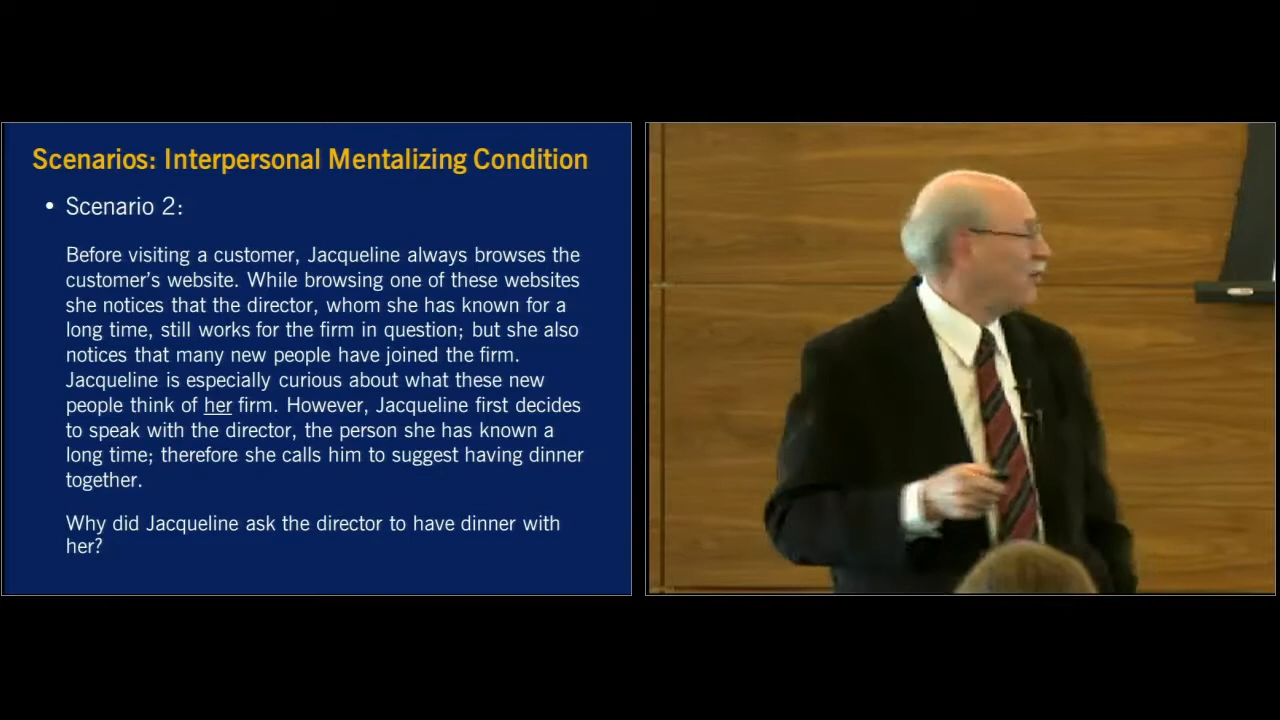 Scenarios: Interpersonal Mentalizing Condition
• Scenario 2:
Before visiting a customer, Jacqueline always browses the
customer's website. While browsing one of these websites
she notices that the director, whom she has known for a
long time, still works for the firm in question; but she also
notices that many new people have joined the firm.
Jacqueline is especially curious about what these new
people think of her firm. However, Jacqueline first decides
to speak with the director, the person she has known a
long time; therefore she calls him to suggest having dinner
together.
Why did Jacqueline ask the director to have dinner with
her?